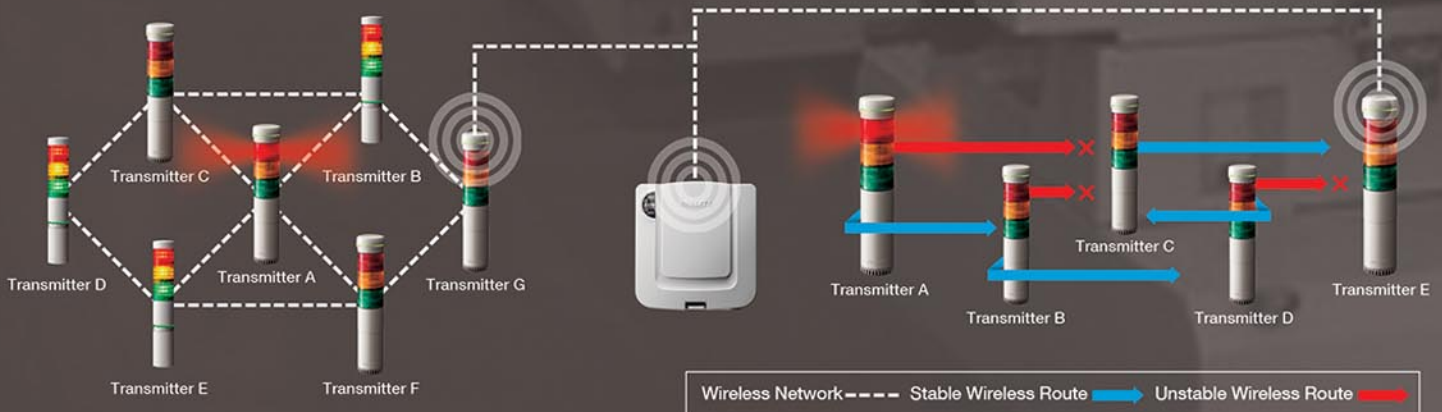 Transmitter C
Transmitter B
Transmitter D
Transmitter A
Transmitter G
Transmitter E
Transmitter F
Transmitter A
Transmitter B
Transmitter C
Transmitter D
Transmitter E
Wireless Network
Stable Wireless Route
Unstable Wireless Route